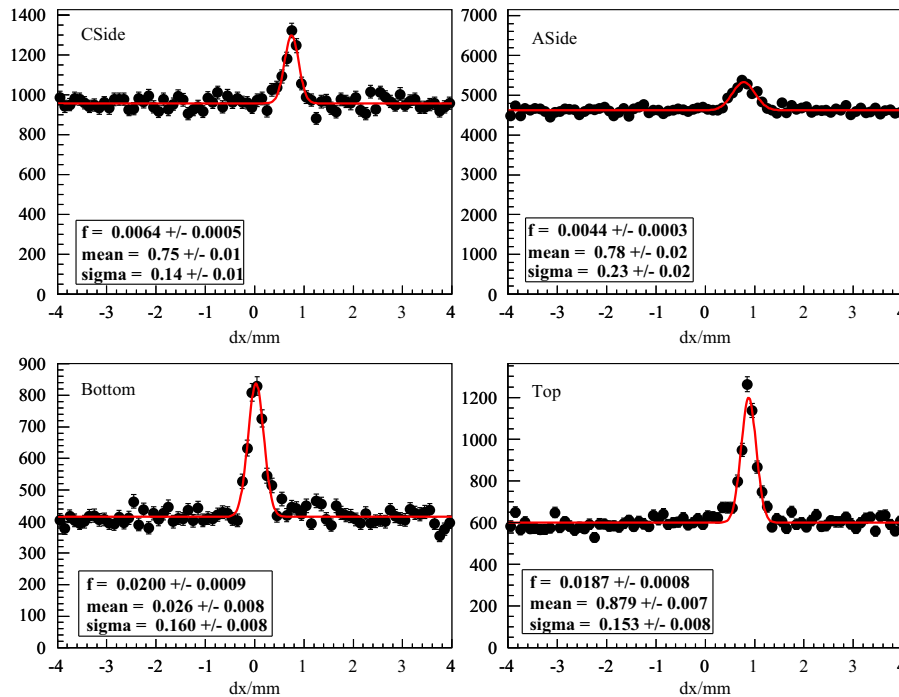 CSide
1400
1200
1000
800
600
400
200
0
f = 0.0064 +/- 0.0005
mean = 0.75 +/- 0.01
sigma = 0.14 +/- 0.01
-4 -3 -2 -1 0 1 2 3 4
dx/mm
ASide
7000
6000
5000
4000
3000
2000
1000
0
f = 0.0044 +/- 0.0003
mean = 0.78 +/- 0.02
sigma = 0.23 +/- 0.02
-4 -3 -2 -1 0 1 2 3 4
dx/mm
Bottom
900
800
700
600
500
400
300
200
100
0
f = 0.0200 +/- 0.0009
mean = 0.026 +/- 0.008
sigma = 0.160 +/- 0.008
-4 -3 -2 -1 0 1 2 3 4
dx/mm
Top
1200
1000
800
600
400
200
0
f = 0.0187 +/- 0.0008
mean = 0.879 +/- 0.007
sigma = 0.153 +/- 0.008
-4 -3 -2 -1 0 1 2 3 4
dx/mm